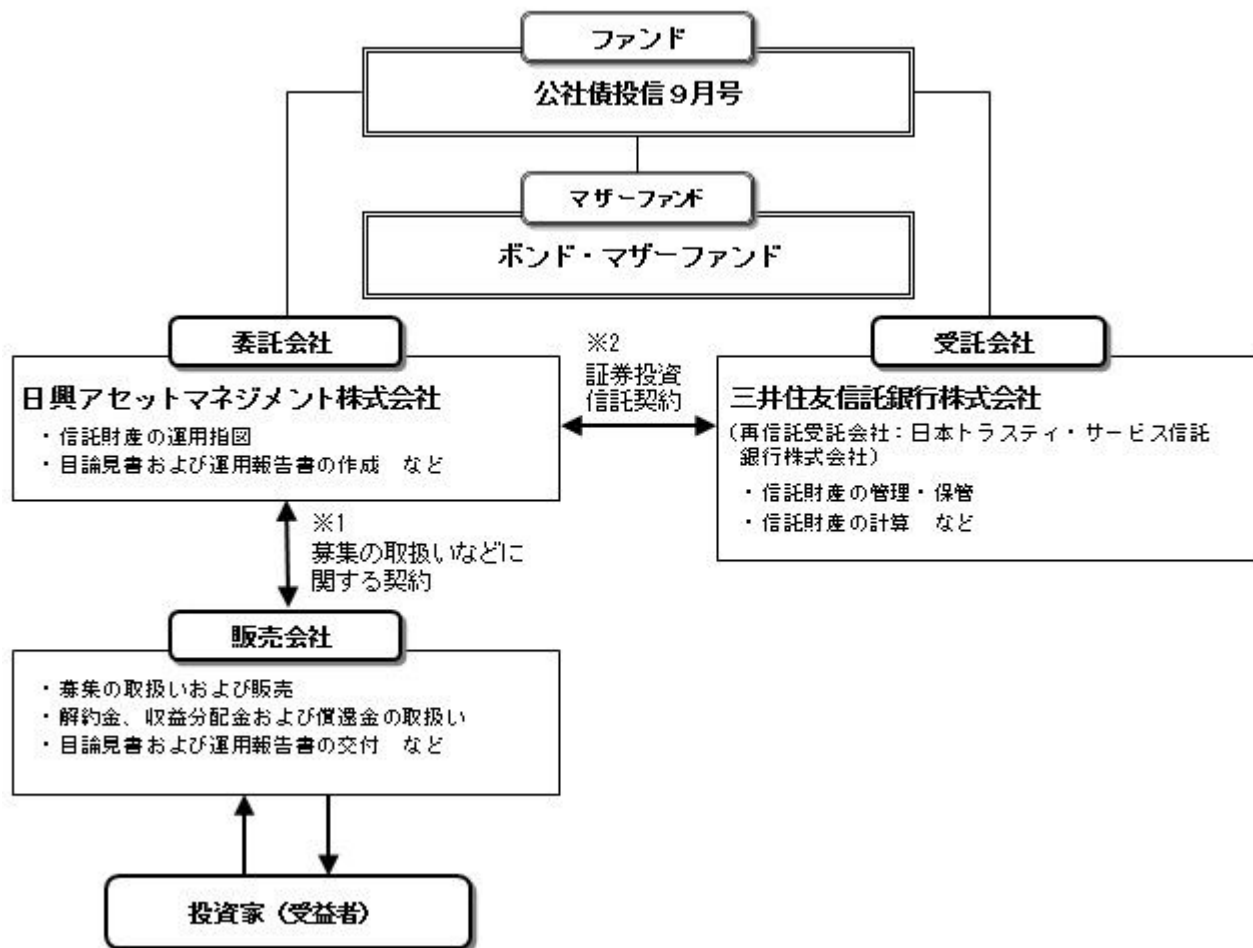 ファンド
公社債投信９月号
マザーファンド
ボンド・マザーファンド
委託会社
日興アセットマネジメント株式会社
・信託財産の運用指図
・目論見書および運用報告書の作成　など
※2
証券投資
信託契約
受託会社
三井住友信託銀行株式会社
（再信託受託会社：日本トラスティ・サービス信託
銀行株式会社）
・信託財産の管理・保管
・信託財産の計算　など
※1
募集の取扱いなどに
関する契約
販売会社
・募集の取扱いおよび販売
・解約金、収益分配金および償還金の取扱い
・目論見書および運用報告書の交付　など
投資家（受益者）